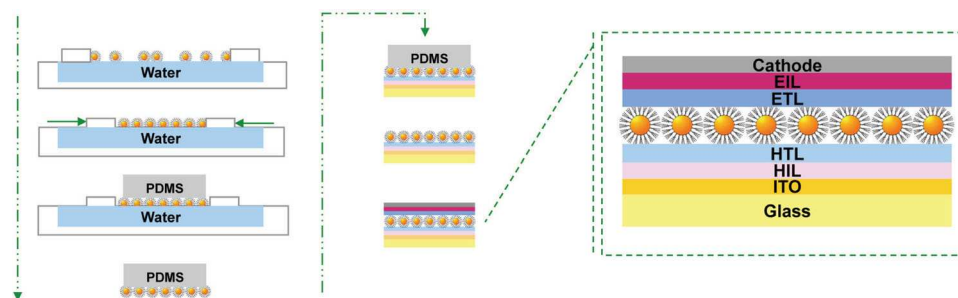 Water
Water
PDMS
Water
PDMS
PDMS
Cathode
EIL
ETL
HTL
HIL
ITO
Glass